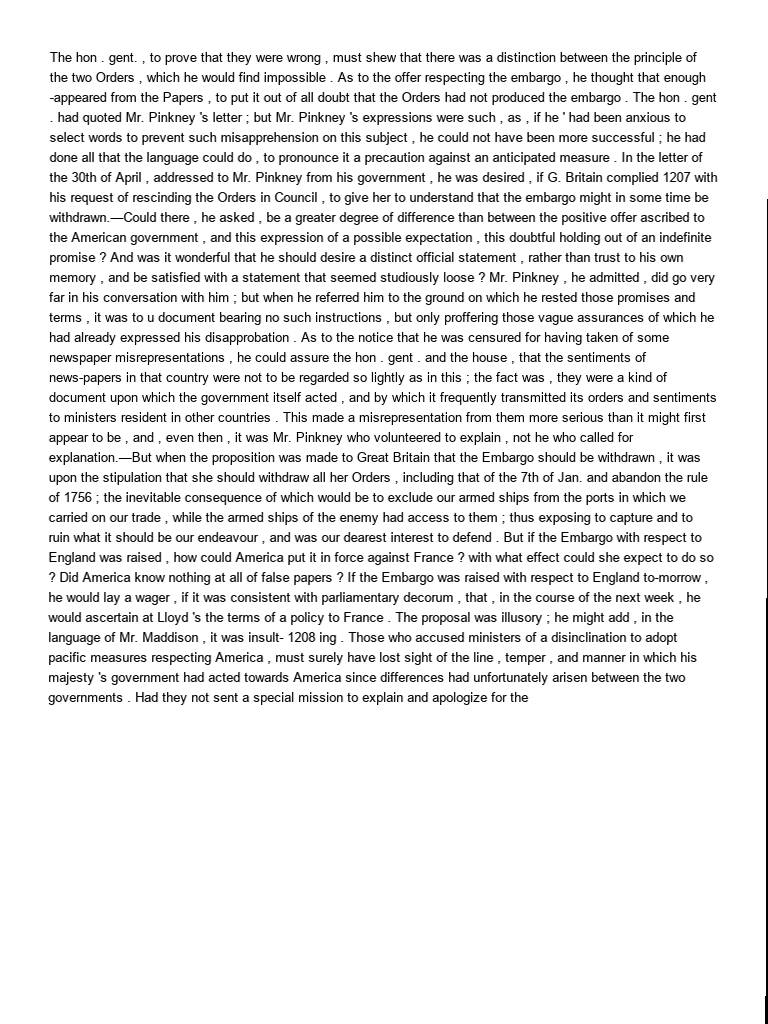 The hon . gent. , to prove that they were wrong , must shew that there was a distinction between the principle of
the two Orders , which he would find impossible . As to the offer respecting the embargo , he thought that enough
-appeared from the Papers , to put it out of all doubt that the Orders had not produced the embargo . The hon . gent
. had quoted Mr. Pinkney 's letter ; but Mr. Pinkney 's expressions were such , as , if he ' had been anxious to
select words to prevent such misapprehension on this subject , he could not have been more successful ; he had
done all that the language could do , to pronounce it a precaution against an anticipated measure . In the letter of
the 30th of April , addressed to Mr. Pinkney from his government , he was desired , if G. Britain complied 1207 with
his request of rescinding the Orders in Council , to give her to understand that the embargo might in some time be
withdrawn.—Could there , he asked , be a greater degree of difference than between the positive offer ascribed to
the American government , and this expression of a possible expectation , this doubtful holding out of an indefinite
promise ? And was it wonderful that he should desire a distinct official statement , rather than trust to his own
memory , and be satisfied with a statement that seemed studiously loose ? Mr. Pinkney , he admitted , did go very
far in his conversation with him ; but when he referred him to the ground on which he rested those promises and
terms , it was to u document bearing no such instructions , but only proffering those vague assurances of which he
had already expressed his disapprobation . As to the notice that he was censured for having taken of some
newspaper misrepresentations , he could assure the hon . gent . and the house , that the sentiments of
news-papers in that country were not to be regarded so lightly as in this ; the fact was , they were a kind of
document upon which the government itself acted , and by which it frequently transmitted its orders and sentiments
to ministers resident in other countries . This made a misrepresentation from them more serious than it might first
appear to be , and , even then , it was Mr. Pinkney who volunteered to explain , not he who called for
explanation.—But when the proposition was made to Great Britain that the Embargo should be withdrawn , it was
upon the stipulation that she should withdraw all her Orders , including that of the 7th of Jan. and abandon the rule
of 1756 ; the inevitable consequence of which would be to exclude our armed ships from the ports in which we
carried on our trade , while the armed ships of the enemy had access to them ; thus exposing to capture and to
ruin what it should be our endeavour , and was our dearest interest to defend . But if the Embargo with respect to
England was raised , how could America put it in force against France ? with what effect could she expect to do so
? Did America know nothing at all of false papers ? If the Embargo was raised with respect to England to-morrow ,
he would lay a wager , if it was consistent with parliamentary decorum , that , in the course of the next week , he
would ascertain at Lloyd 's the terms of a policy to France . The proposal was illusory ; he might add , in the
language of Mr. Maddison , it was insult- 1208 ing . Those who accused ministers of a disinclination to adopt
pacific measures respecting America , must surely have lost sight of the line , temper , and manner in which his
majesty 's government had acted towards America since differences had unfortunately arisen between the two
governments . Had they not sent a special mission to explain and apologize for the